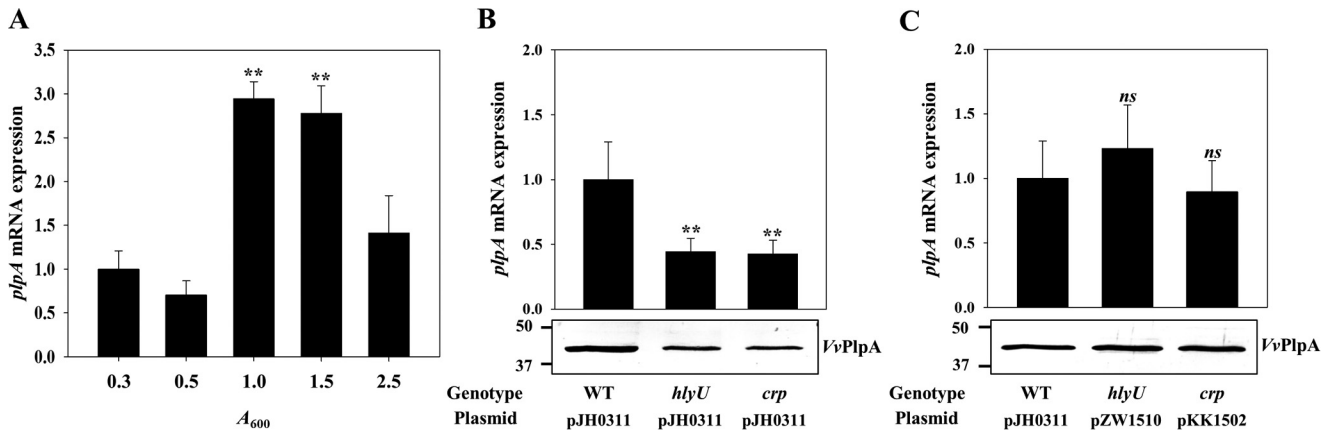 A
plpA mRNA expression
3.5
3.0
2.5
2.0
1.5
1.0
0.5
0.0
**
**
0.3 0.5 1.0 1.5 2.5
A600
B
plpA mRNA expression
2.0
1.5
1.0
0.5
0.0
**
**
50
37
VvPlpA
Genotype WT hlyU crp
Plasmid pJH0311 pJH0311 pJH0311
C
plpA mRNA expression
2.0
1.5
1.0
0.5
0.0
ns
ns
50
37
VvPlpA
Genotype WT hlyU crp
Plasmid pJH0311 pZW1510 pKK1502